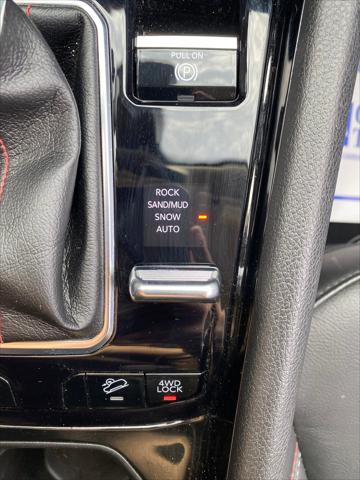 PULL ON
P
ROCK
SAND/MUD
SNOW
AUTO
4WD
LOCK